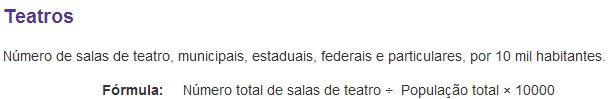 Teatros
Número de salas de teatro, municipais, estaduais, federais e particulares, por 10 mil habitantes.
Fórmula: Número total de salas de teatro ÷ População total × 10000